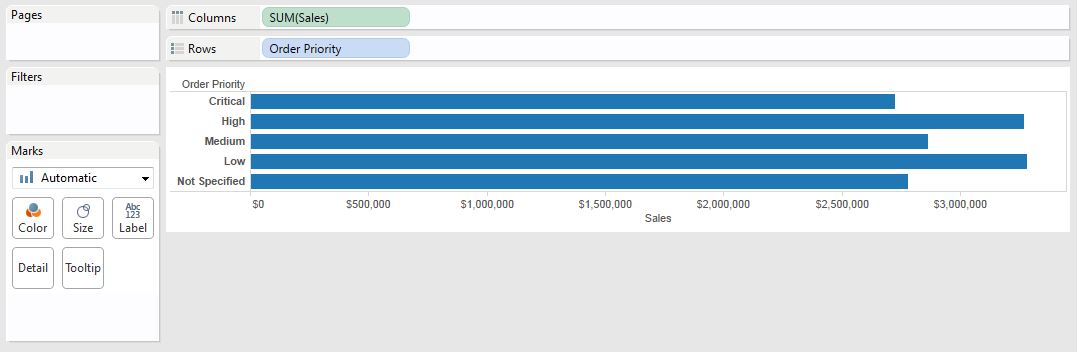 Pages
Columns
SUM(Sales)
Rows
Order Priority
Filters
Marks
Automatic
Color
Size
Abc
123
Label
Detail
Tooltip
Order Priority
Critical
High
Medium
Low
Not Specified
$0 $500,000 $1,000,000 $1,500,000 $2,000,000 $2,500,000 $3,000,000
Sales